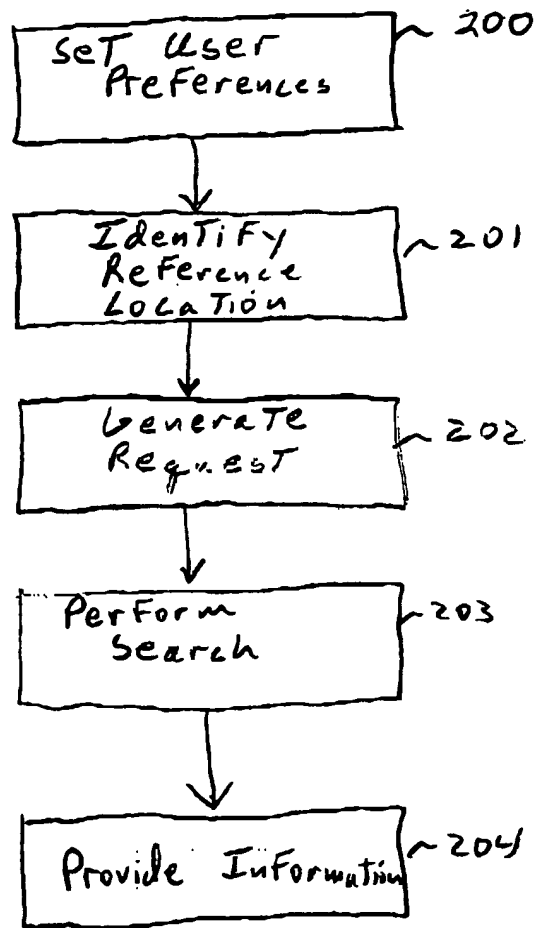 200
Set User
Preferences
Identify
Reference
Location
201
Generate
Request
202
Perform
Search
203
Provide Information
204